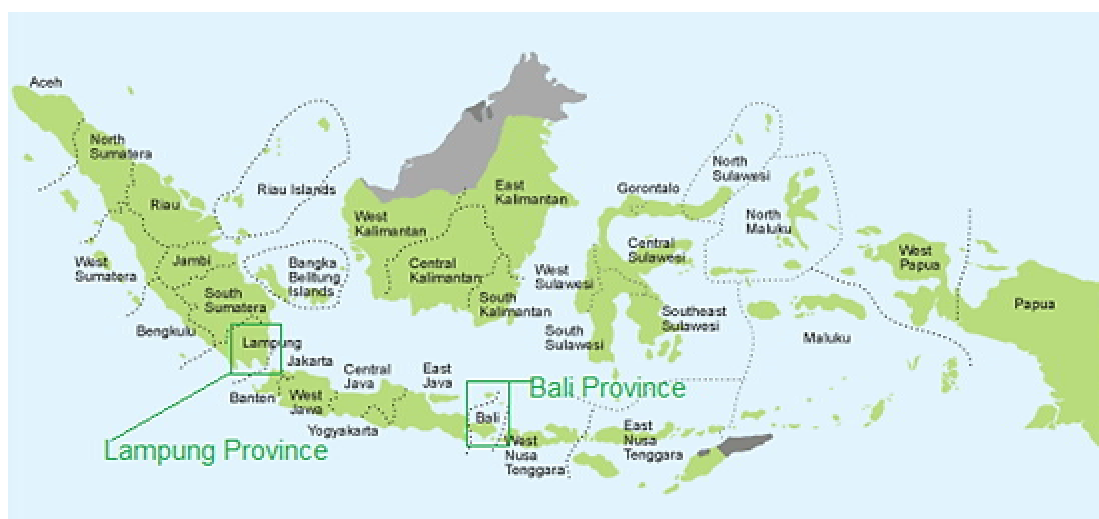 Aceh
North
Sumatera
Riau Islands
Riau
West
Sumatera
Jambi
Bangka
Belitung
Islands
South
Sumatera
Bengkulu
Lampung
Jakarta
Banten
West
Jawa
Central
Java
Yogyakarta
East
Java
Bali
West
Nusa
Tenggara
East
Nusa
Tenggara
West
Kalimantan
Central
Kalimantan
East
Kalimantan
South
Kalimantan
Gorontalo
North
Sulawesi
Central
Sulawesi
West
Sulawesi
South
Sulawesi
Southeast
Sulawesi
North
Maluku
Maluku
West
Papua
Papua
Bali Province
Lampung Province